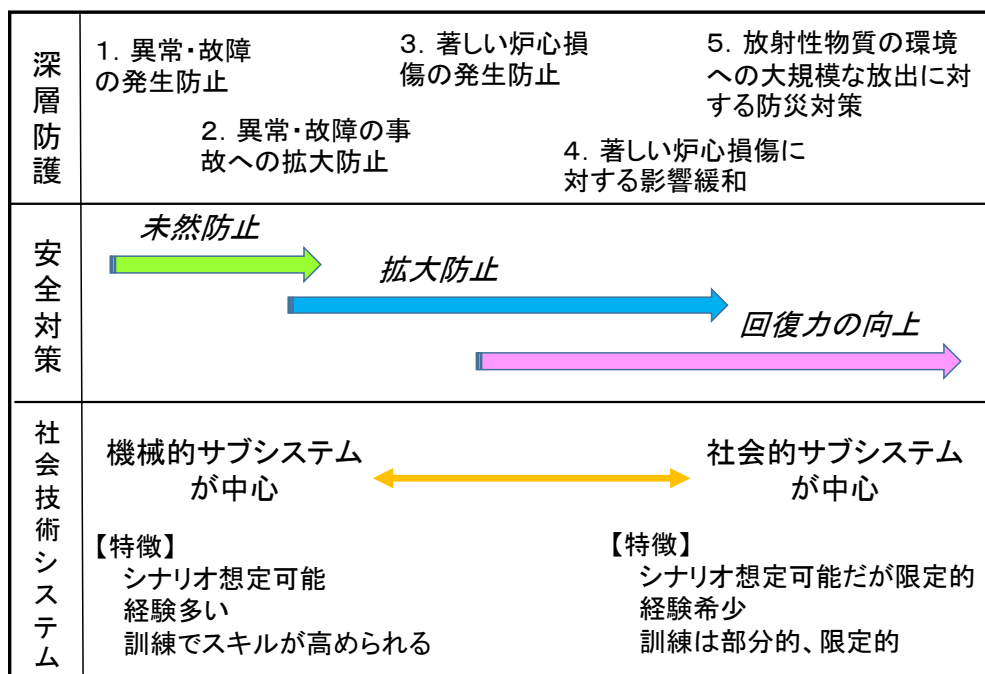 深層防護
1．異常・故障
の発生防止
2．異常・故障の事
故への拡大防止
3．著しい炉心損
傷の発生防止
4．著しい炉心損傷に
対する影響緩和
5．放射性物質の環境
への大規模な放出に対
する防災対策
安全対策
未然防止
拡大防止
回復力の向上
社会技術システム
機械的サブシステム
が中心
【特徴】
シナリオ想定可能
経験多い
訓練でスキルが高められる
社会的サブシステム
が中心
【特徴】
シナリオ想定可能だが限定的
経験希少
訓練は部分的、限定的